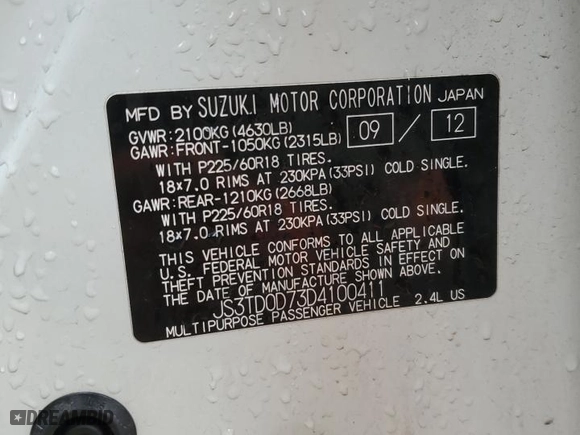 MFD BY SUZUKI MOTOR CORPORATION JAPAN
GVWR:2100KG(4630LB)
GAWR:FRONT-1050KG(2315LB) 09 / 12
WITH P225/60R18 TIRES.
18×7.0 RIMS AT 230KPA(33PSI) COLD SINGLE.
GAWR:REAR-1210KG(2668LB)
WITH P225/60R18 TIRES.
18×7.0 RIMS AT 230KPA(33PSI) COLD SINGLE.
THIS VEHICLE CONFORMS TO ALL APPLICABLE
U.S. FEDERAL MOTOR VEHICLE SAFETY AND
THEFT PREVENTION STANDARDS IN EFFECT ON
THE DATE OF MANUFACTURE SHOWN ABOVE.
JS3TD0D73D4100411
MULTIPURPOSE PASSENGER VEHICLE 2.4L US
DREAMBID